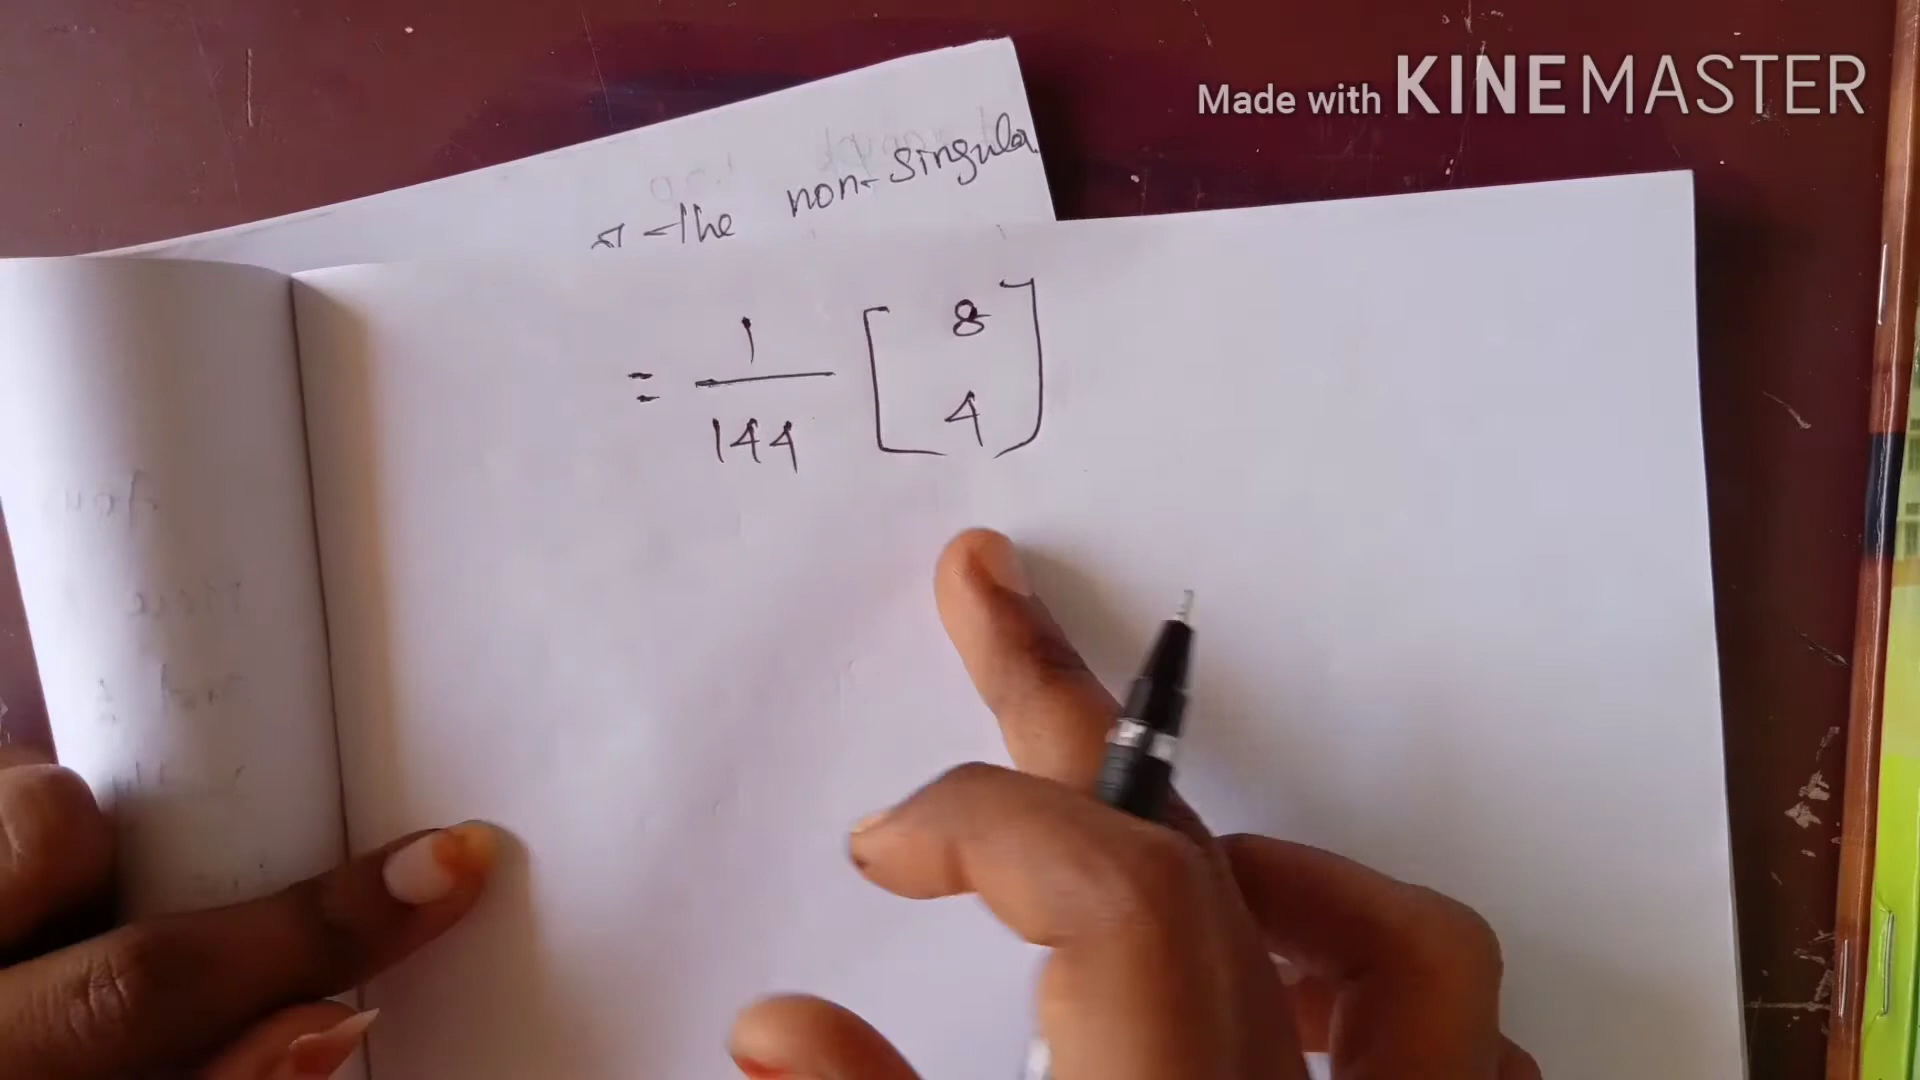 Made with KINEMASTER
the non-singula
= 1/144 [ 8
4 ]